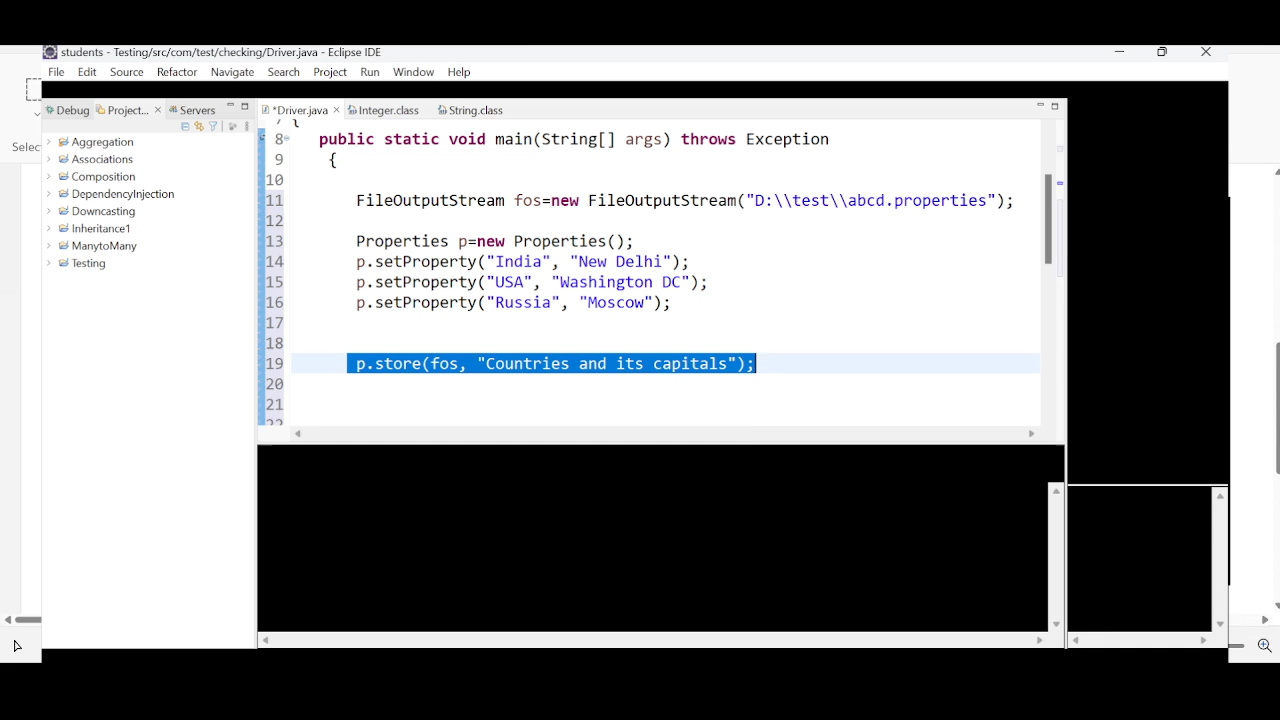 students - Testing/src/com/test/checking/Driver.java - Eclipse IDE
File Edit Source Refactor Navigate Search Project Run Window Help
Debug Project... Servers *Driver.java Integer.class String.class
Selec
Aggregation
Associations
Composition
DependencyInjection
Downcasting
Inheritance1
ManytoMany
Testing
7 {
8 public static void main(String[] args) throws Exception
9 {
10
11 FileOutputStream fos=new FileOutputStream("D:\\test\\abcd.properties");
12
13 Properties p=new Properties();
14 p.setProperty("India", "New Delhi");
15 p.setProperty("USA", "Washington DC");
16 p.setProperty("Russia", "Moscow");
17
18
19 p.store(fos, "Countries and its capitals");
20
21
22